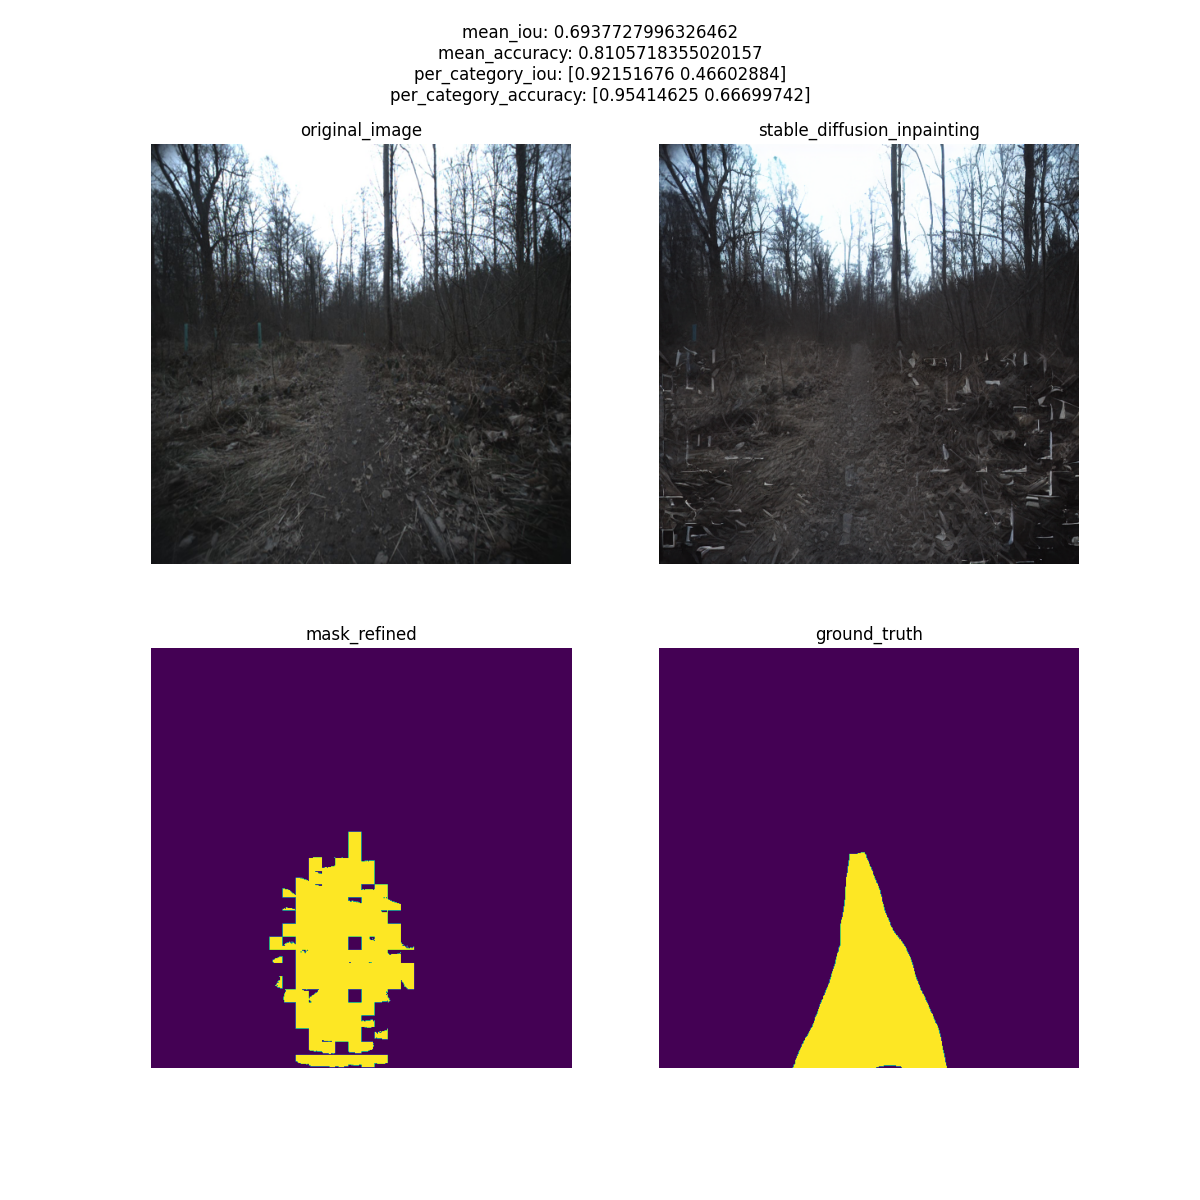 mean_iou: 0.6937727996326462
mean_accuracy: 0.8105718355020157
per_category_iou: [0.92151676 0.46602884]
per_category_accuracy: [0.95414625 0.66699742]
original_image
stable_diffusion_inpainting
mask_refined
ground_truth